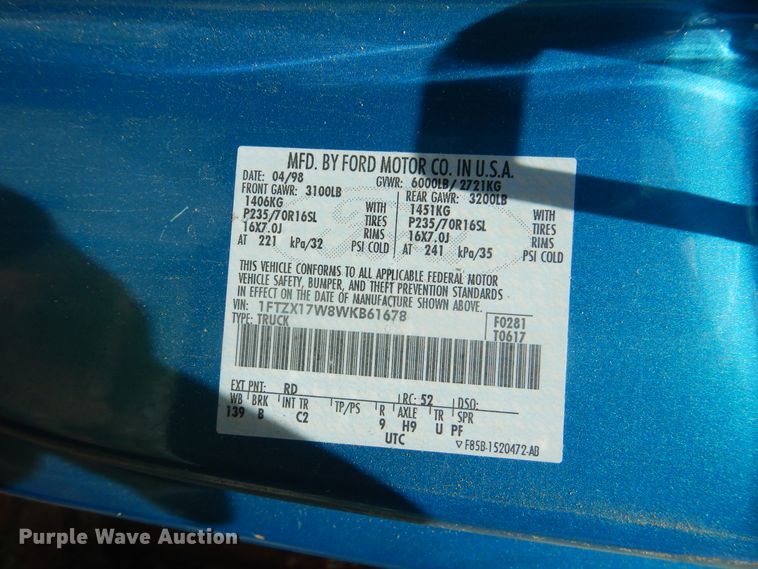 MFD. BY FORD MOTOR CO. IN U.S.A.
DATE: 04/98 GVWR: 6000LB/ 2721KG
FRONT GAWR: 3100LB REAR GAWR: 3200LB
1406KG WITH 1451KG WITH
P235/70R16SL TIRES P235/70R16SL TIRES
16X7.0J RIMS 16X7.0J RIMS
AT 221 kPa/32 PSI COLD AT 241 kPa/35 PSI COLD
THIS VEHICLE CONFORMS TO ALL APPLICABLE FEDERAL MOTOR
VEHICLE SAFETY, BUMPER, AND THEFT PREVENTION STANDARDS
IN EFFECT ON THE DATE OF MANUFACTURE SHOWN ABOVE.
VIN: 1FTZX17W8WKB61678 F0281
TYPE: TRUCK T0617
EXT PNT: RD RC: 52 DSO:
WB BRK INT TR TP/PS R AXLE TR SPR
139 B C2 9 H9 U PF
UTC
▽ F85B-1520472-AB
Purple Wave Auction